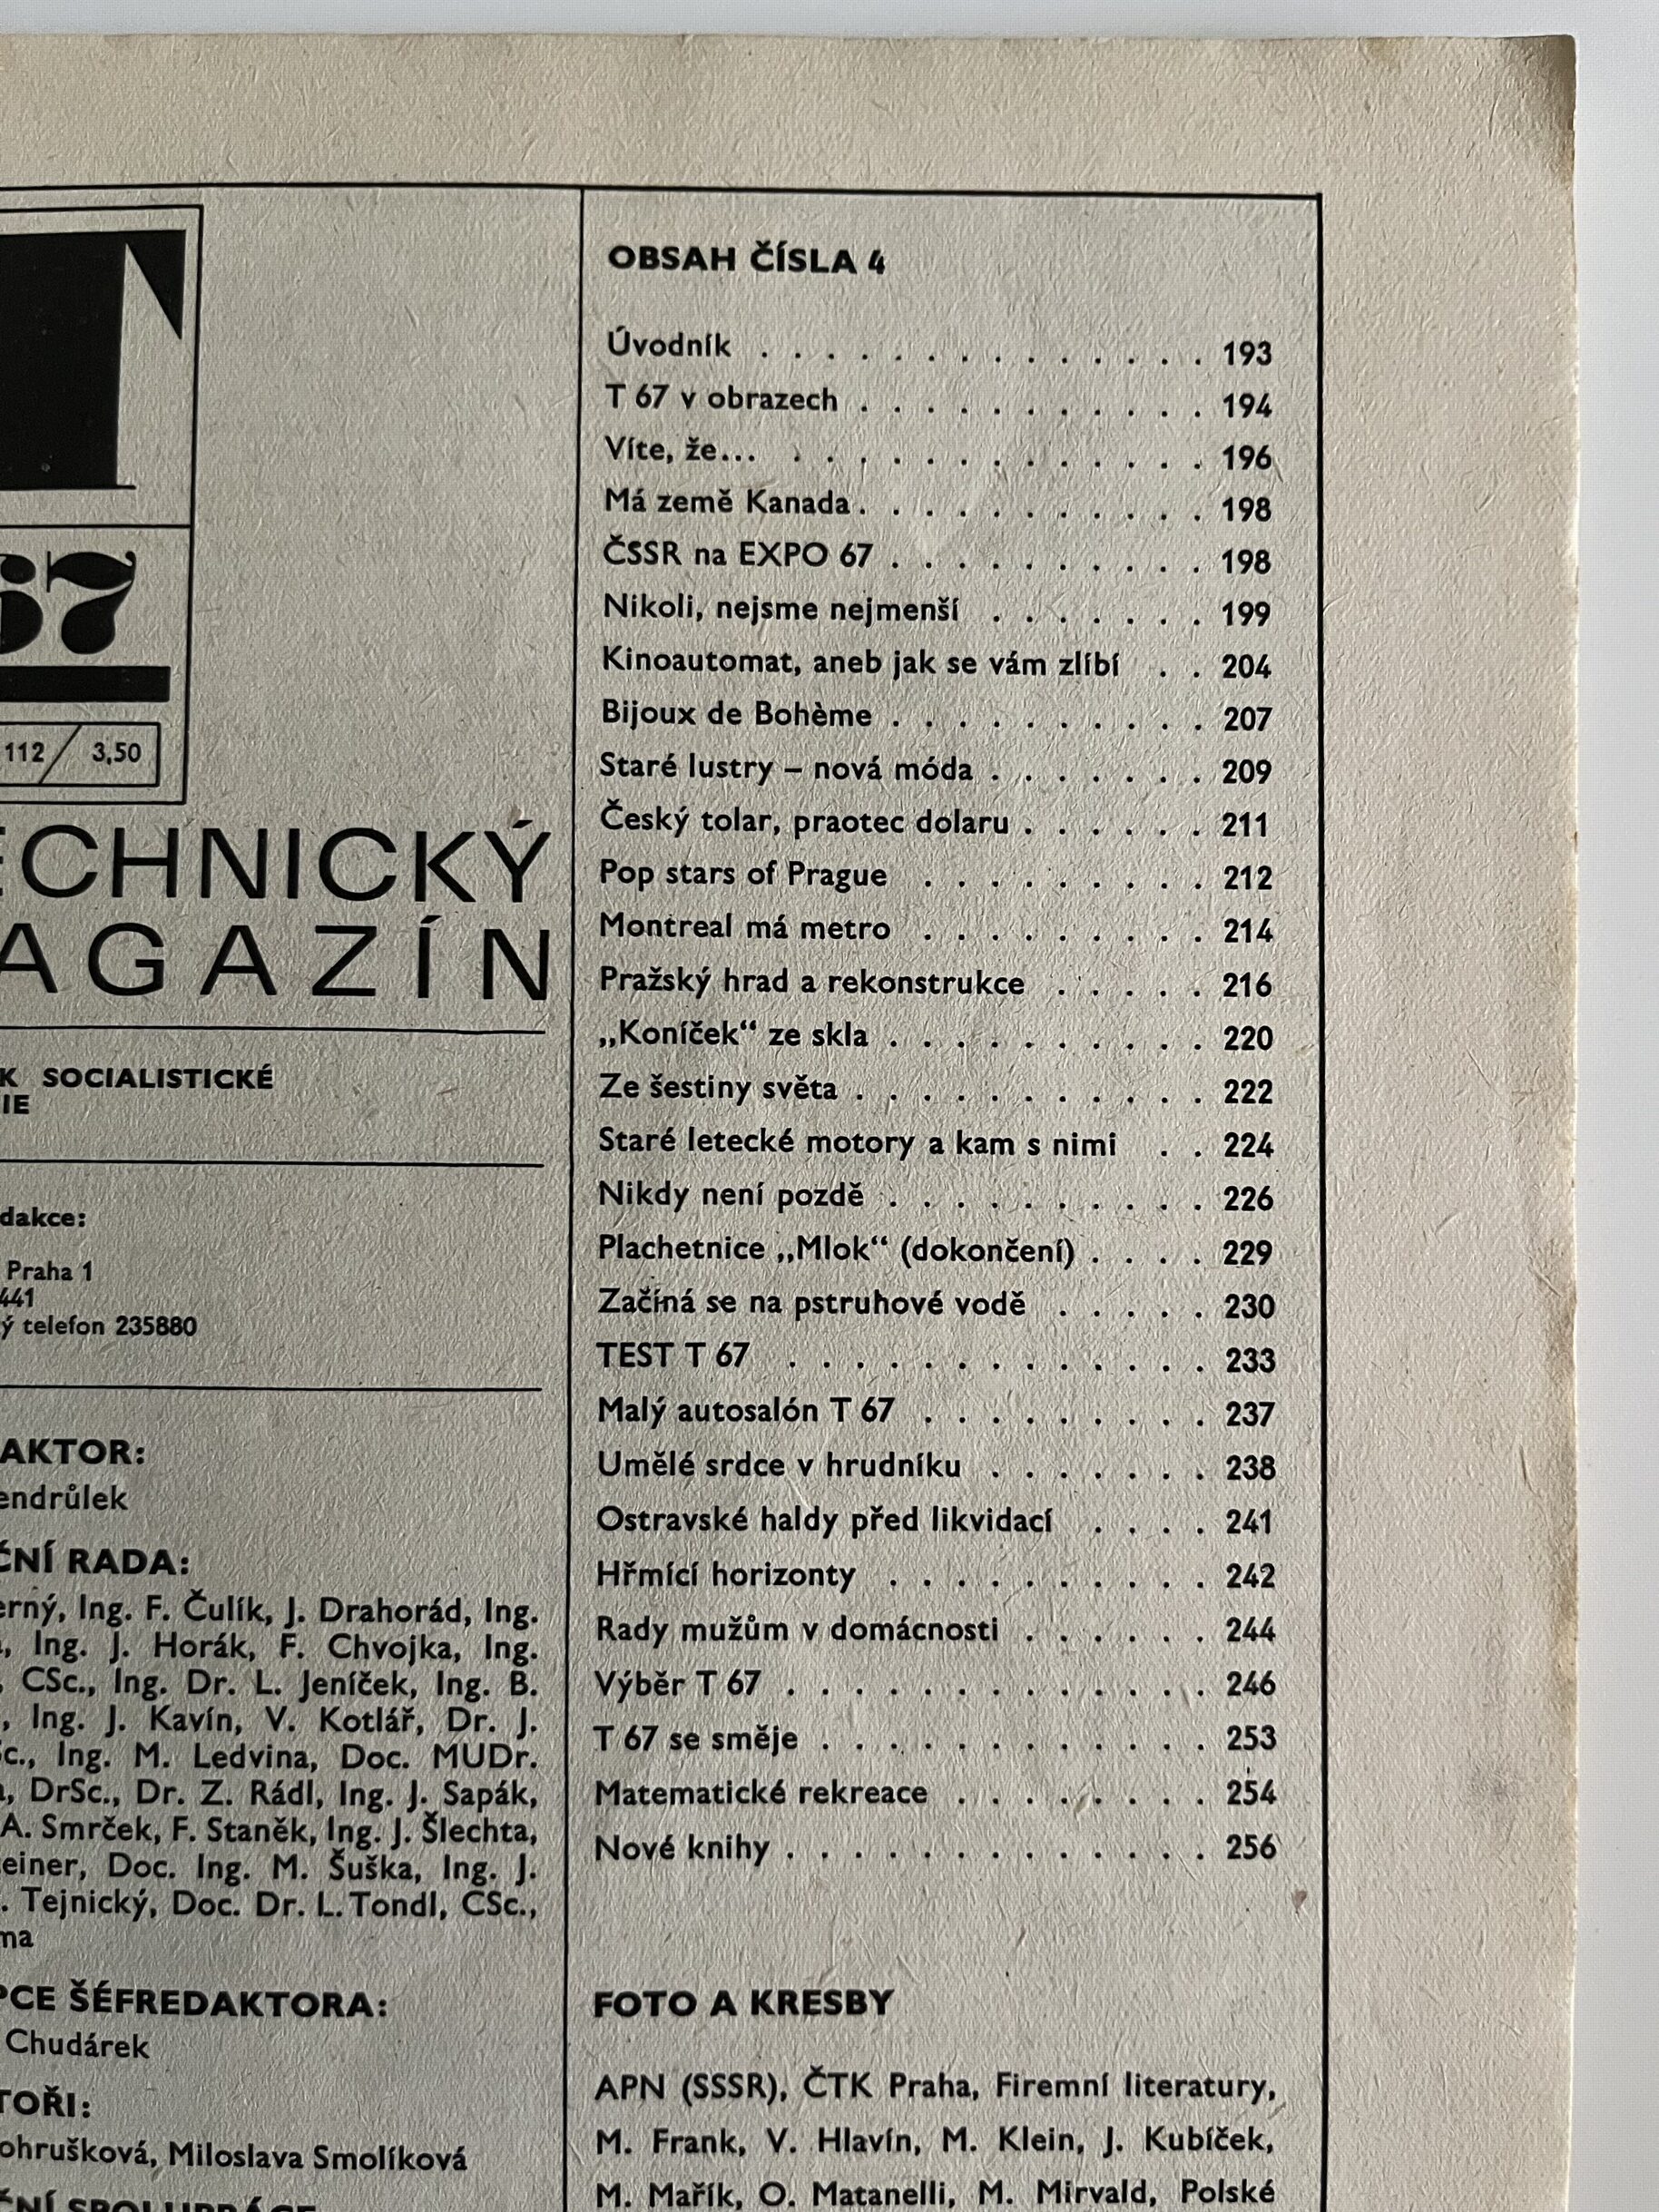 67
112 / 3,50
TECHNICKÝ
MAGAZÍN
SOCIALISTICKÉ
Praha 1
telefon 235880
Ing. F. Čulík, J. Drahorád, Ing.
Ing. J. Horák, F. Chvojka, Ing.
CSc., Ing. Dr. L. Jeníček, Ing. B.
Ing. J. Kavín, V. Kotlář, Dr. J.
Ing. M. Ledvina, Doc. MUDr.
DrSc., Dr. Z. Rádl, Ing. J. Sapák,
A. Smrček, F. Staněk, Ing. J. Šlechta,
Doc. Ing. M. Šuška, Ing. J.
Tejnický, Doc. Dr. L. Tondl, CSc.,
RADA:
ŠÉFREDAKTORA:
Chudárek
Miloslava Smolíková
OBSAH ČÍSLA 4
Úvodník . . . . . . . . . . . . . . 193
T 67 v obrazech . . . . . . . . . . . 194
Víte, že... . . . . . . . . . . . . . 196
Má země Kanada . . . . . . . . . . . 198
ČSSR na EXPO 67 . . . . . . . . . . 198
Nikoli, nejsme nejmenší . . . . . . . 199
Kinoautomat, aneb jak se vám zlíbí . . 204
Bijoux de Bohème . . . . . . . . . . 207
Staré lustry – nová móda . . . . . . . 209
Český tolar, praotec dolaru . . . . . . 211
Pop stars of Prague . . . . . . . . . 212
Montreal má metro . . . . . . . . . 214
Pražský hrad a rekonstrukce . . . . . 216
„Koníček“ ze skla . . . . . . . . . . 220
Ze šestiny světa . . . . . . . . . . . 222
Staré letecké motory a kam s nimi . . 224
Nikdy není pozdě . . . . . . . . . . 226
Plachetnice „Mlok“ (dokončení) . . . . 229
Začíná se na pstruhové vodě . . . . . 230
TEST T 67 . . . . . . . . . . . . . 233
Malý autosalón T 67 . . . . . . . . . 237
Umělé srdce v hrudníku . . . . . . . 238
Ostravské haldy před likvidací . . . . 241
Hřmící horizonty . . . . . . . . . . 242
Rady mužům v domácnosti . . . . . . 244
Výběr T 67 . . . . . . . . . . . . . 246
T 67 se směje . . . . . . . . . . . . 253
Matematické rekreace . . . . . . . . 254
Nové knihy . . . . . . . . . . . . . 256
FOTO A KRESBY
APN (SSSR), ČTK Praha, Firemní literatury,
M. Frank, V. Hlavín, M. Klein, J. Kubíček,
M. Mařík, O. Matanelli, M. Mirvald, Polské